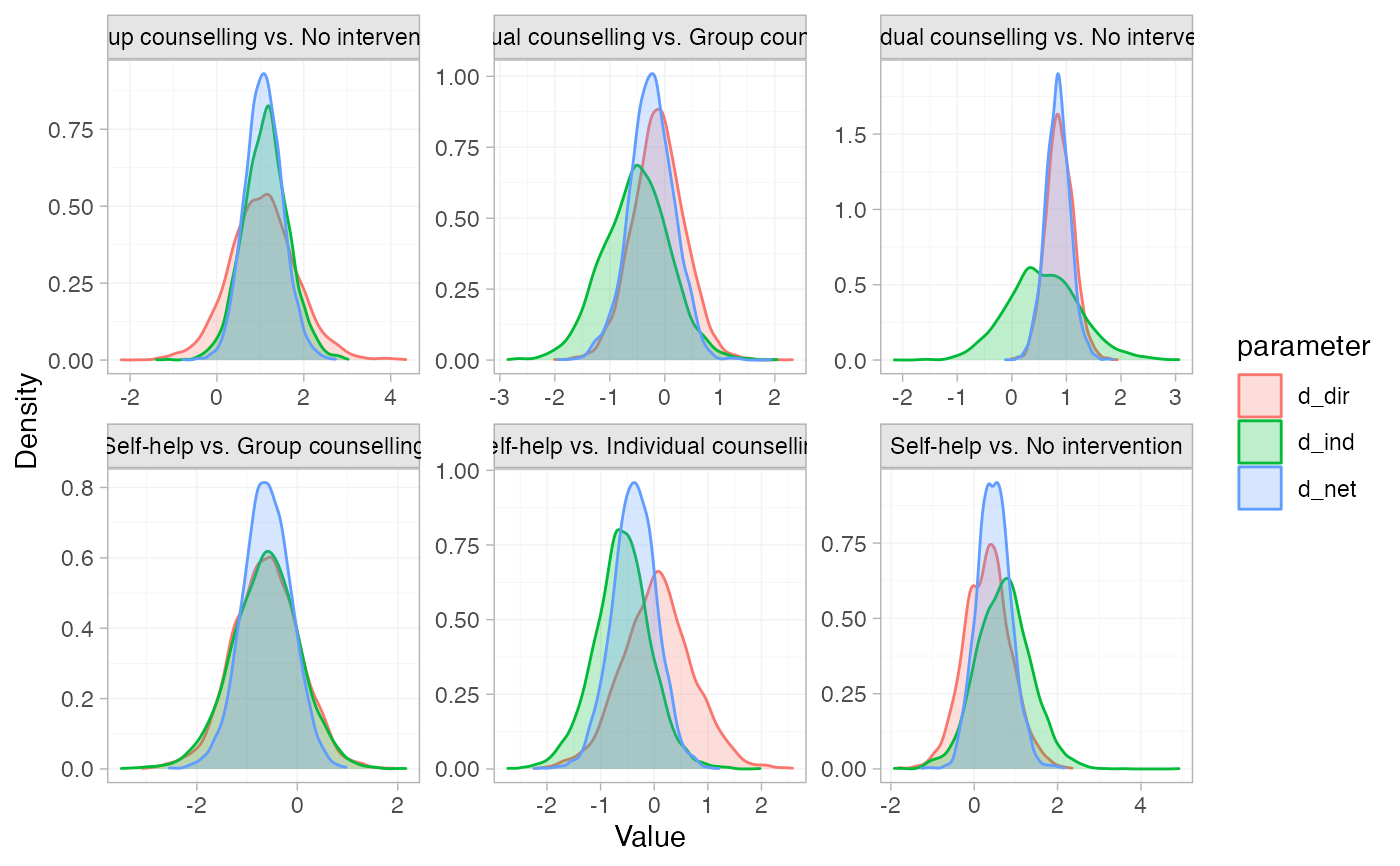 up counselling vs. No interven
ual counselling vs. Group coun
dual counselling vs. No interve
0.75
0.50
0.25
0.00
-2 0 2 4
1.00
0.75
0.50
0.25
0.00
-3 -2 -1 0 1 2
1.5
1.0
0.5
0.0
-2 -1 0 1 2 3
Self-help vs. Group counselling
elf-help vs. Individual counsellin
Self-help vs. No intervention
0.8
0.6
0.4
0.2
0.0
-2 0 2
1.00
0.75
0.50
0.25
0.00
-2 -1 0 1 2
0.75
0.50
0.25
0.00
-2 0 2 4
Density
Value
parameter
d_dir
d_ind
d_net